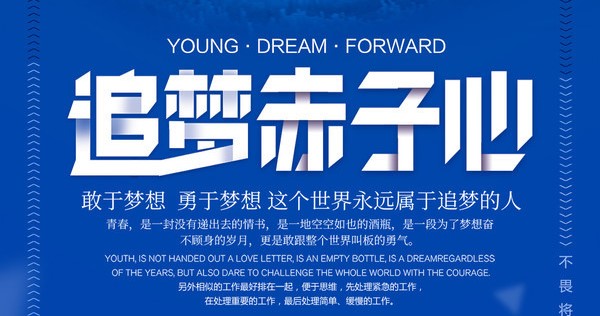 YOUNG · DREAM · FORWARD
追梦赤子心
敢于梦想 勇于梦想 这个世界永远属于追梦的人
青春，是一封没有递出去的情书，是一地空空如也的酒瓶，是一段为了梦想奋
不顾身的岁月，更是敢跟整个世界叫板的勇气。
YOUTH, IS NOT HANDED OUT A LOVE LETTER, IS AN EMPTY BOTTLE, IS A DREAMREGARDLESS
OF THE YEARS, BUT ALSO DARE TO CHALLENGE THE WHOLE WORLD WITH THE COURAGE.
另外相似的工作最好排在一起，便于思维，先处理紧急的工作，
在处理重要的工作，最后处理简单、缓慢的工作。
不畏将